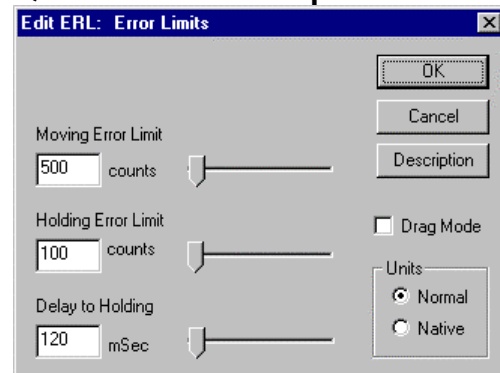 Edit ERL: Error Limits
OK
Cancel
Description
Moving Error Limit
500 counts
Holding Error Limit
100 counts
Delay to Holding
120 mSec
Drag Mode
Units
Normal
Native